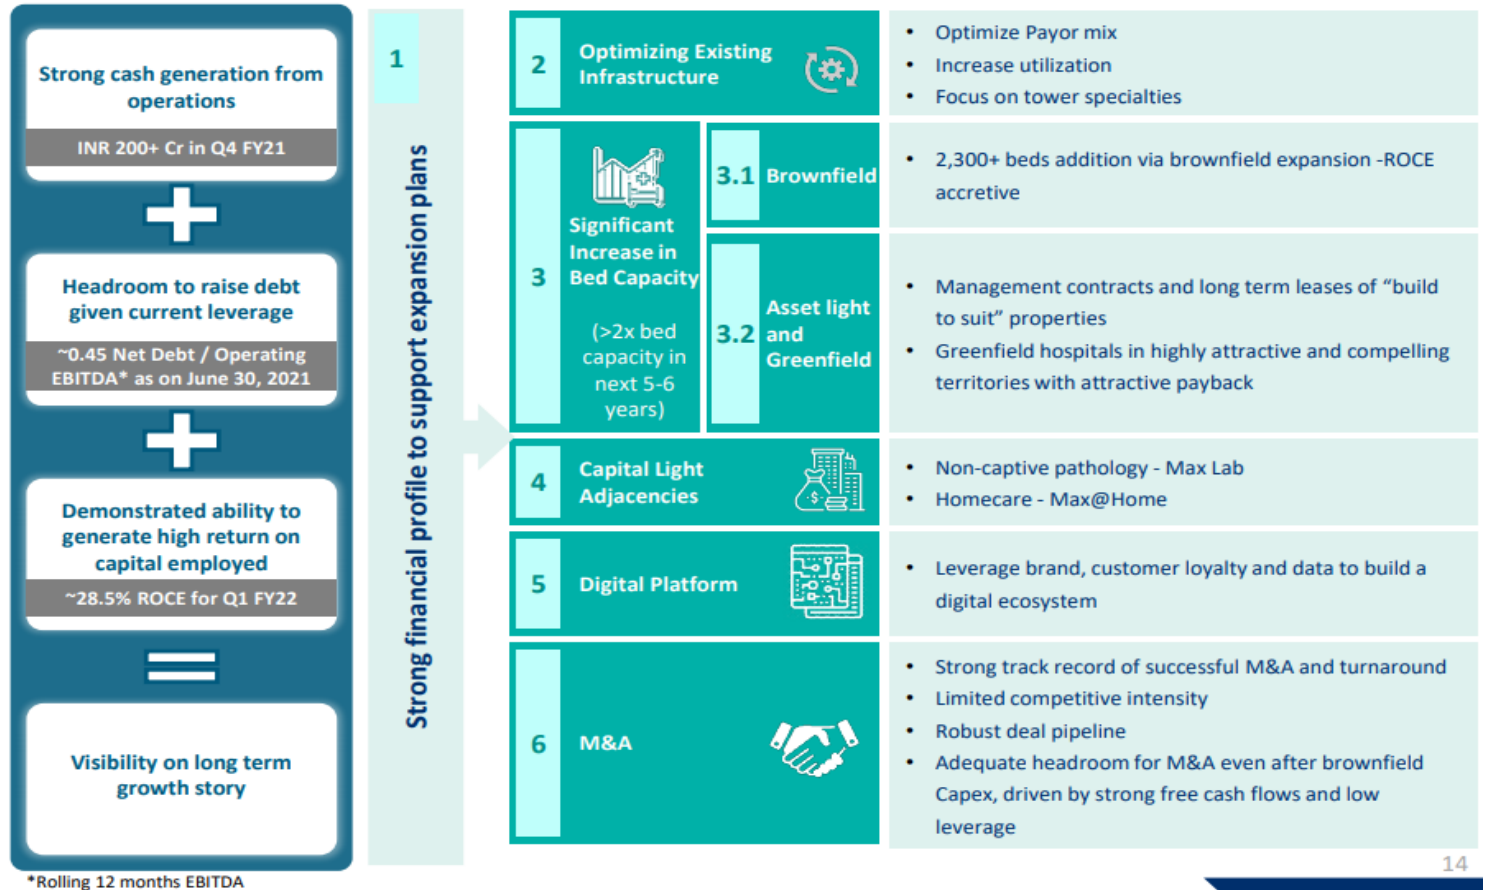 Strong cash generation from
operations
INR 200+ Cr in Q4 FY21
Headroom to raise debt
given current leverage
~0.45 Net Debt / Operating
EBITDA* as on June 30, 2021
Demonstrated ability to
generate high return on
capital employed
~28.5% ROCE for Q1 FY22
Visibility on long term
growth story
*Rolling 12 months EBITDA
1
Strong financial profile to support expansion plans
2
Optimizing Existing
Infrastructure
• Optimize Payor mix
• Increase utilization
• Focus on tower specialties
3
Significant
Increase in
Bed Capacity
(>2x bed
capacity in
next 5-6
years)
3.1 Brownfield
• 2,300+ beds addition via brownfield expansion -ROCE
accretive
3.2
Asset light
and
Greenfield
• Management contracts and long term leases of “build
to suit” properties
• Greenfield hospitals in highly attractive and compelling
territories with attractive payback
4
Capital Light
Adjacencies
$
• Non-captive pathology - Max Lab
• Homecare - Max@Home
5
Digital Platform
• Leverage brand, customer loyalty and data to build a
digital ecosystem
6
M&A
• Strong track record of successful M&A and turnaround
• Limited competitive intensity
• Robust deal pipeline
• Adequate headroom for M&A even after brownfield
Capex, driven by strong free cash flows and low
leverage
14